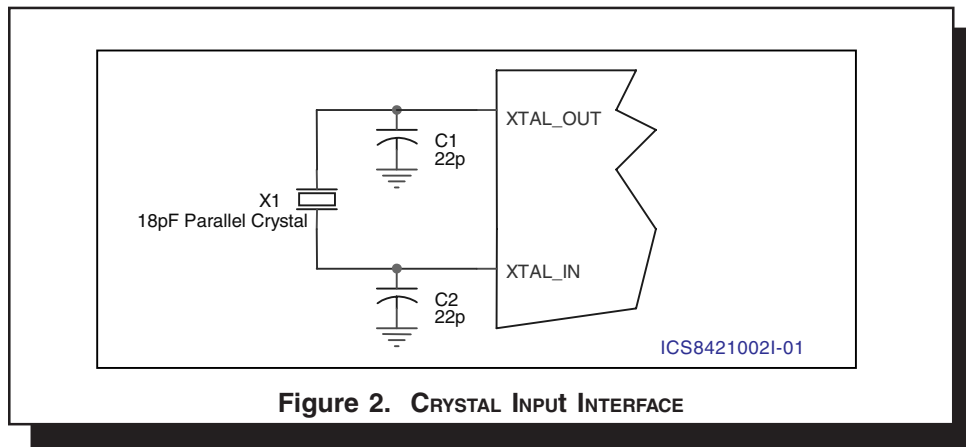 XTAL_OUT
C1
22p
X1
18pF Parallel Crystal
XTAL_IN
C2
22p
ICS8421002I-01
Figure 2. CRYSTAL INPUt INTERFACE